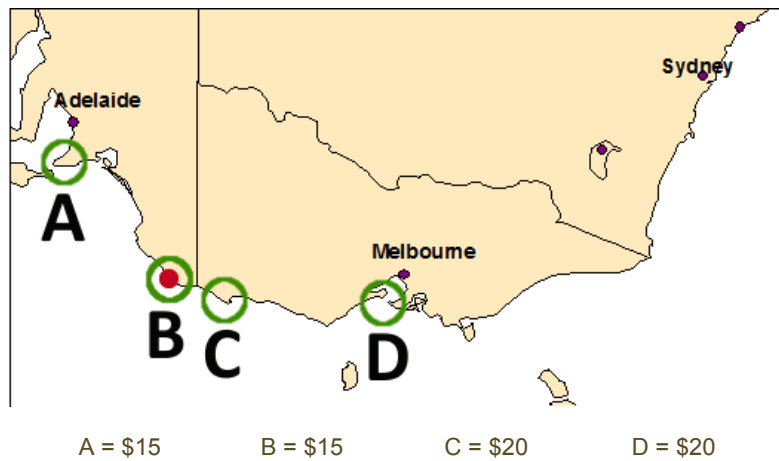 Sydney
Adelaide
A
Melbourne
B
C
D
A = $15 B = $15 C = $20 D = $20